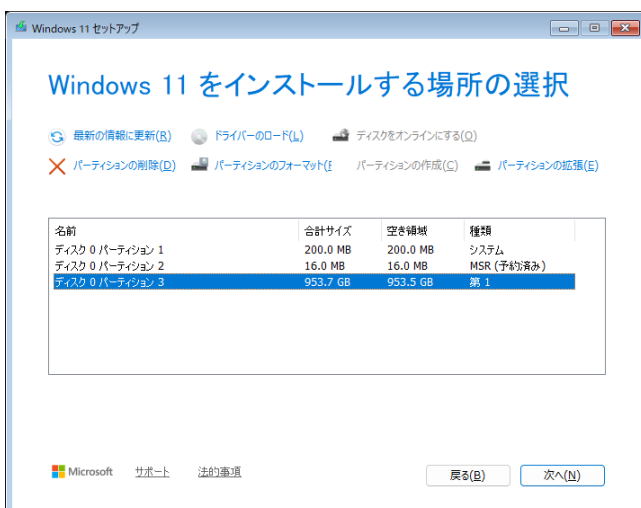 Windows 11 セットアップ
Windows 11 をインストールする場所の選択
最新の情報に更新(R) ドライバーのロード(L) ディスクをオンラインにする(O)
パーティションの削除(D) パーティションのフォーマット(F パーティションの作成(C) パーティションの拡張(E)
名前 合計サイズ 空き領域 種類
ディスク 0 パーティション 1 200.0 MB 200.0 MB システム
ディスク 0 パーティション 2 16.0 MB 16.0 MB MSR (予約済み)
ディスク 0 パーティション 3 953.7 GB 953.5 GB 第 1
Microsoft サポート 法的事項 戻る(B) 次へ(N)